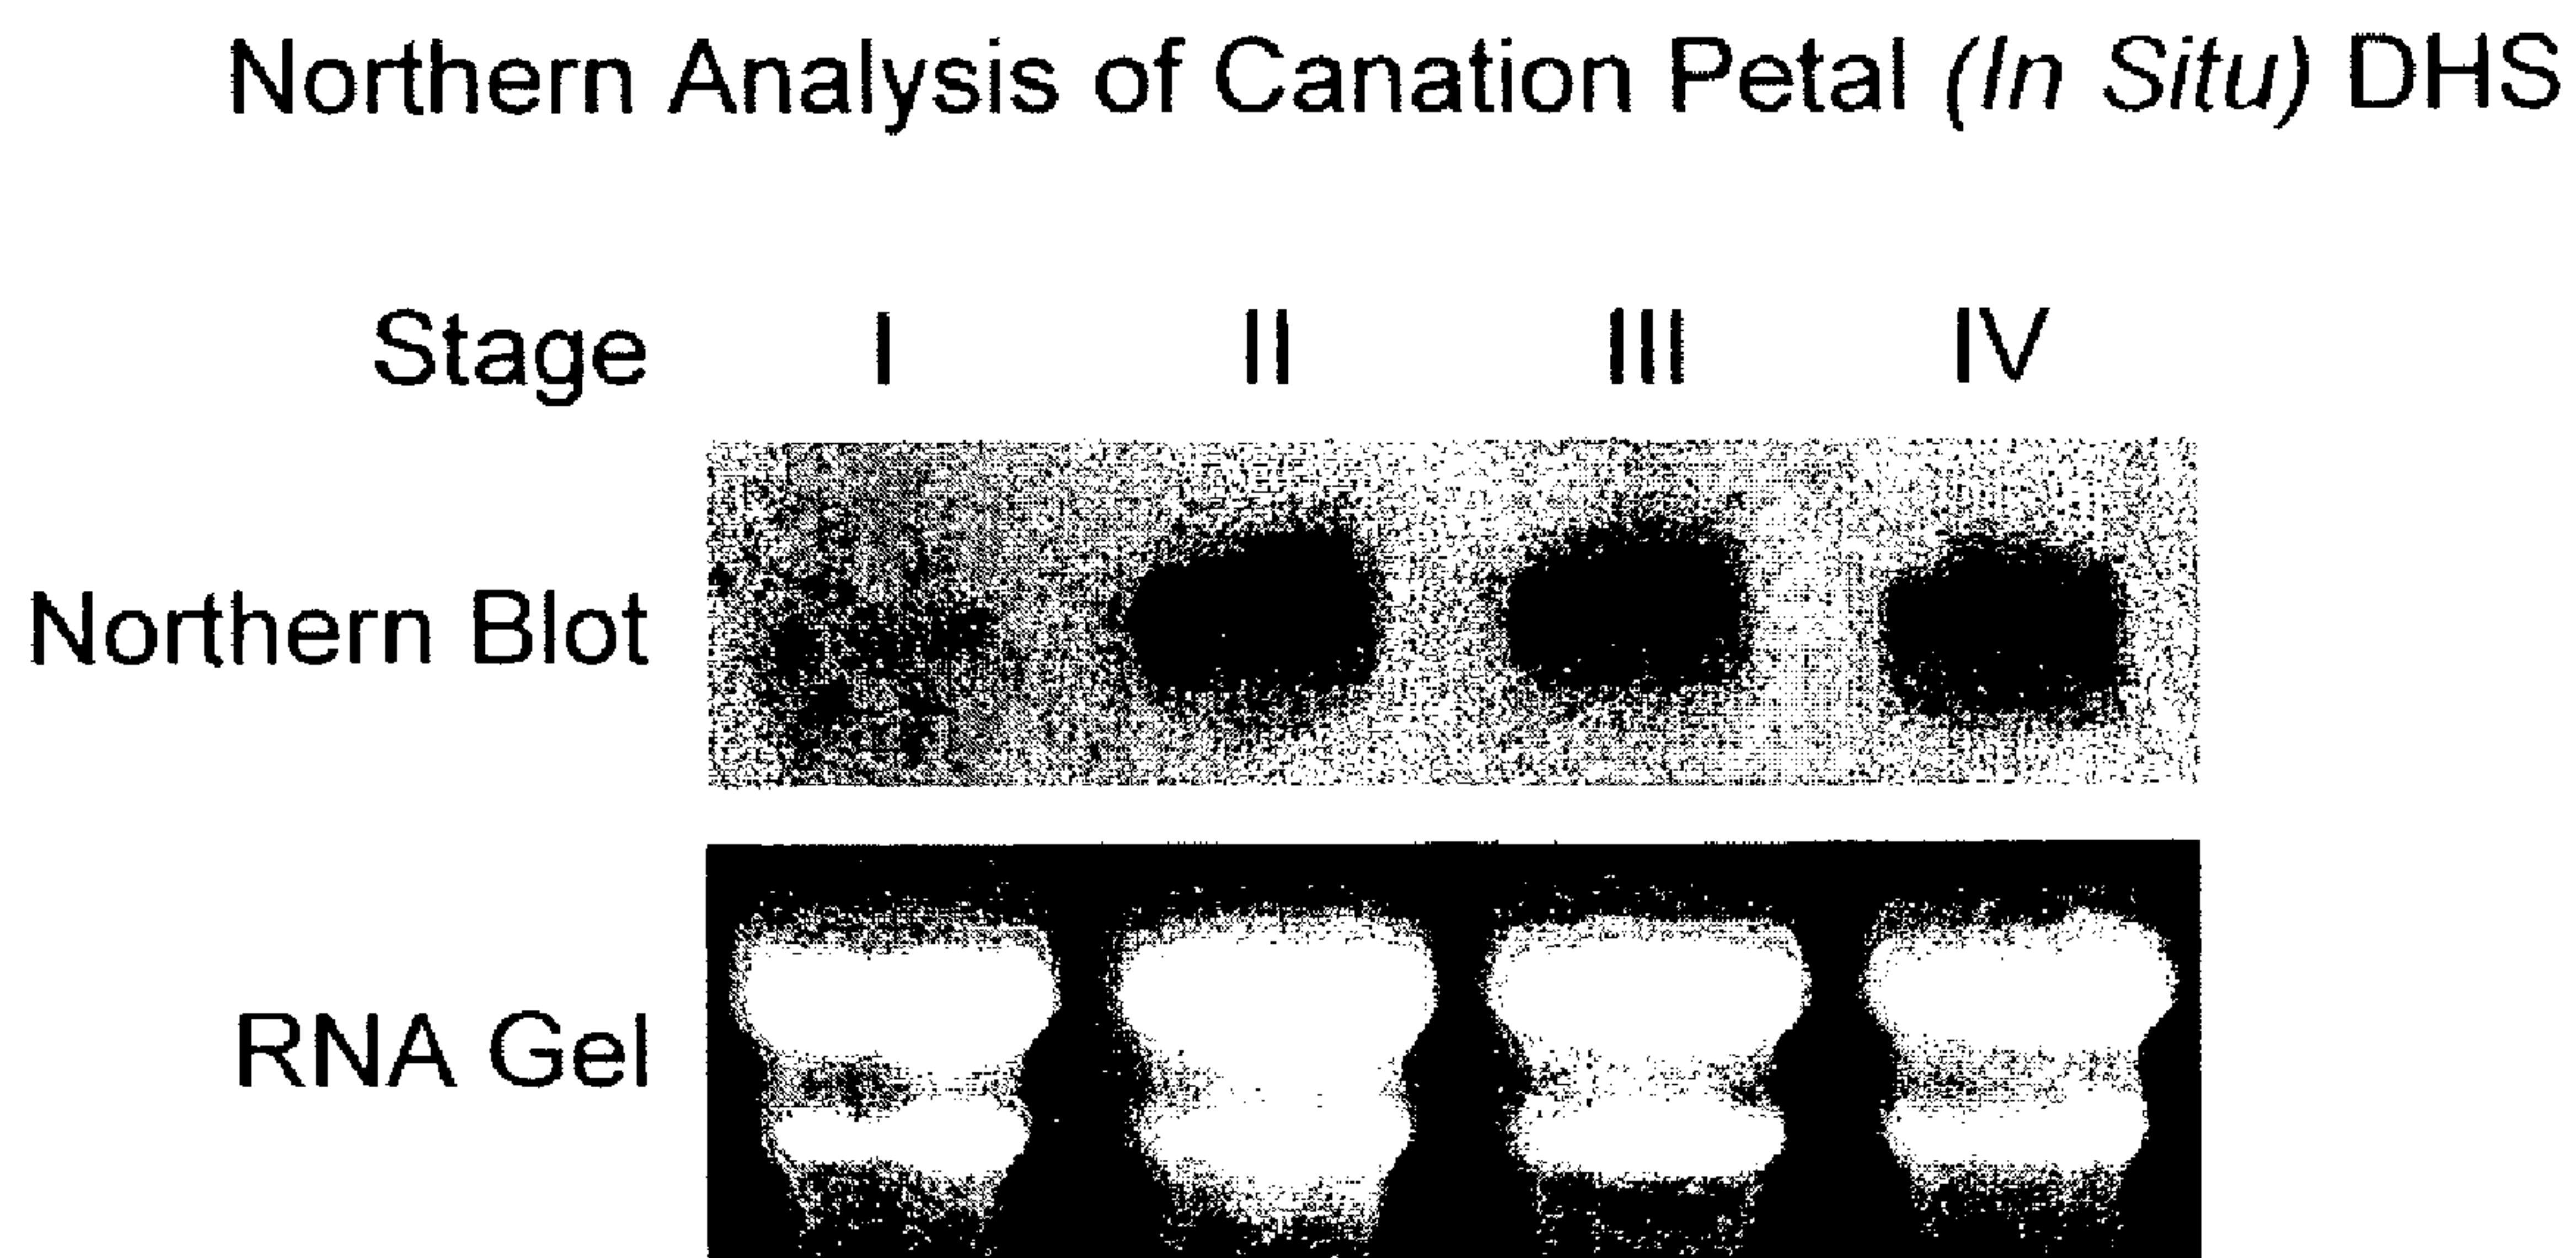 Northern Analysis of Canation Petal (In Situ) DHS
Stage I II III IV
Northern Blot
RNA Gel